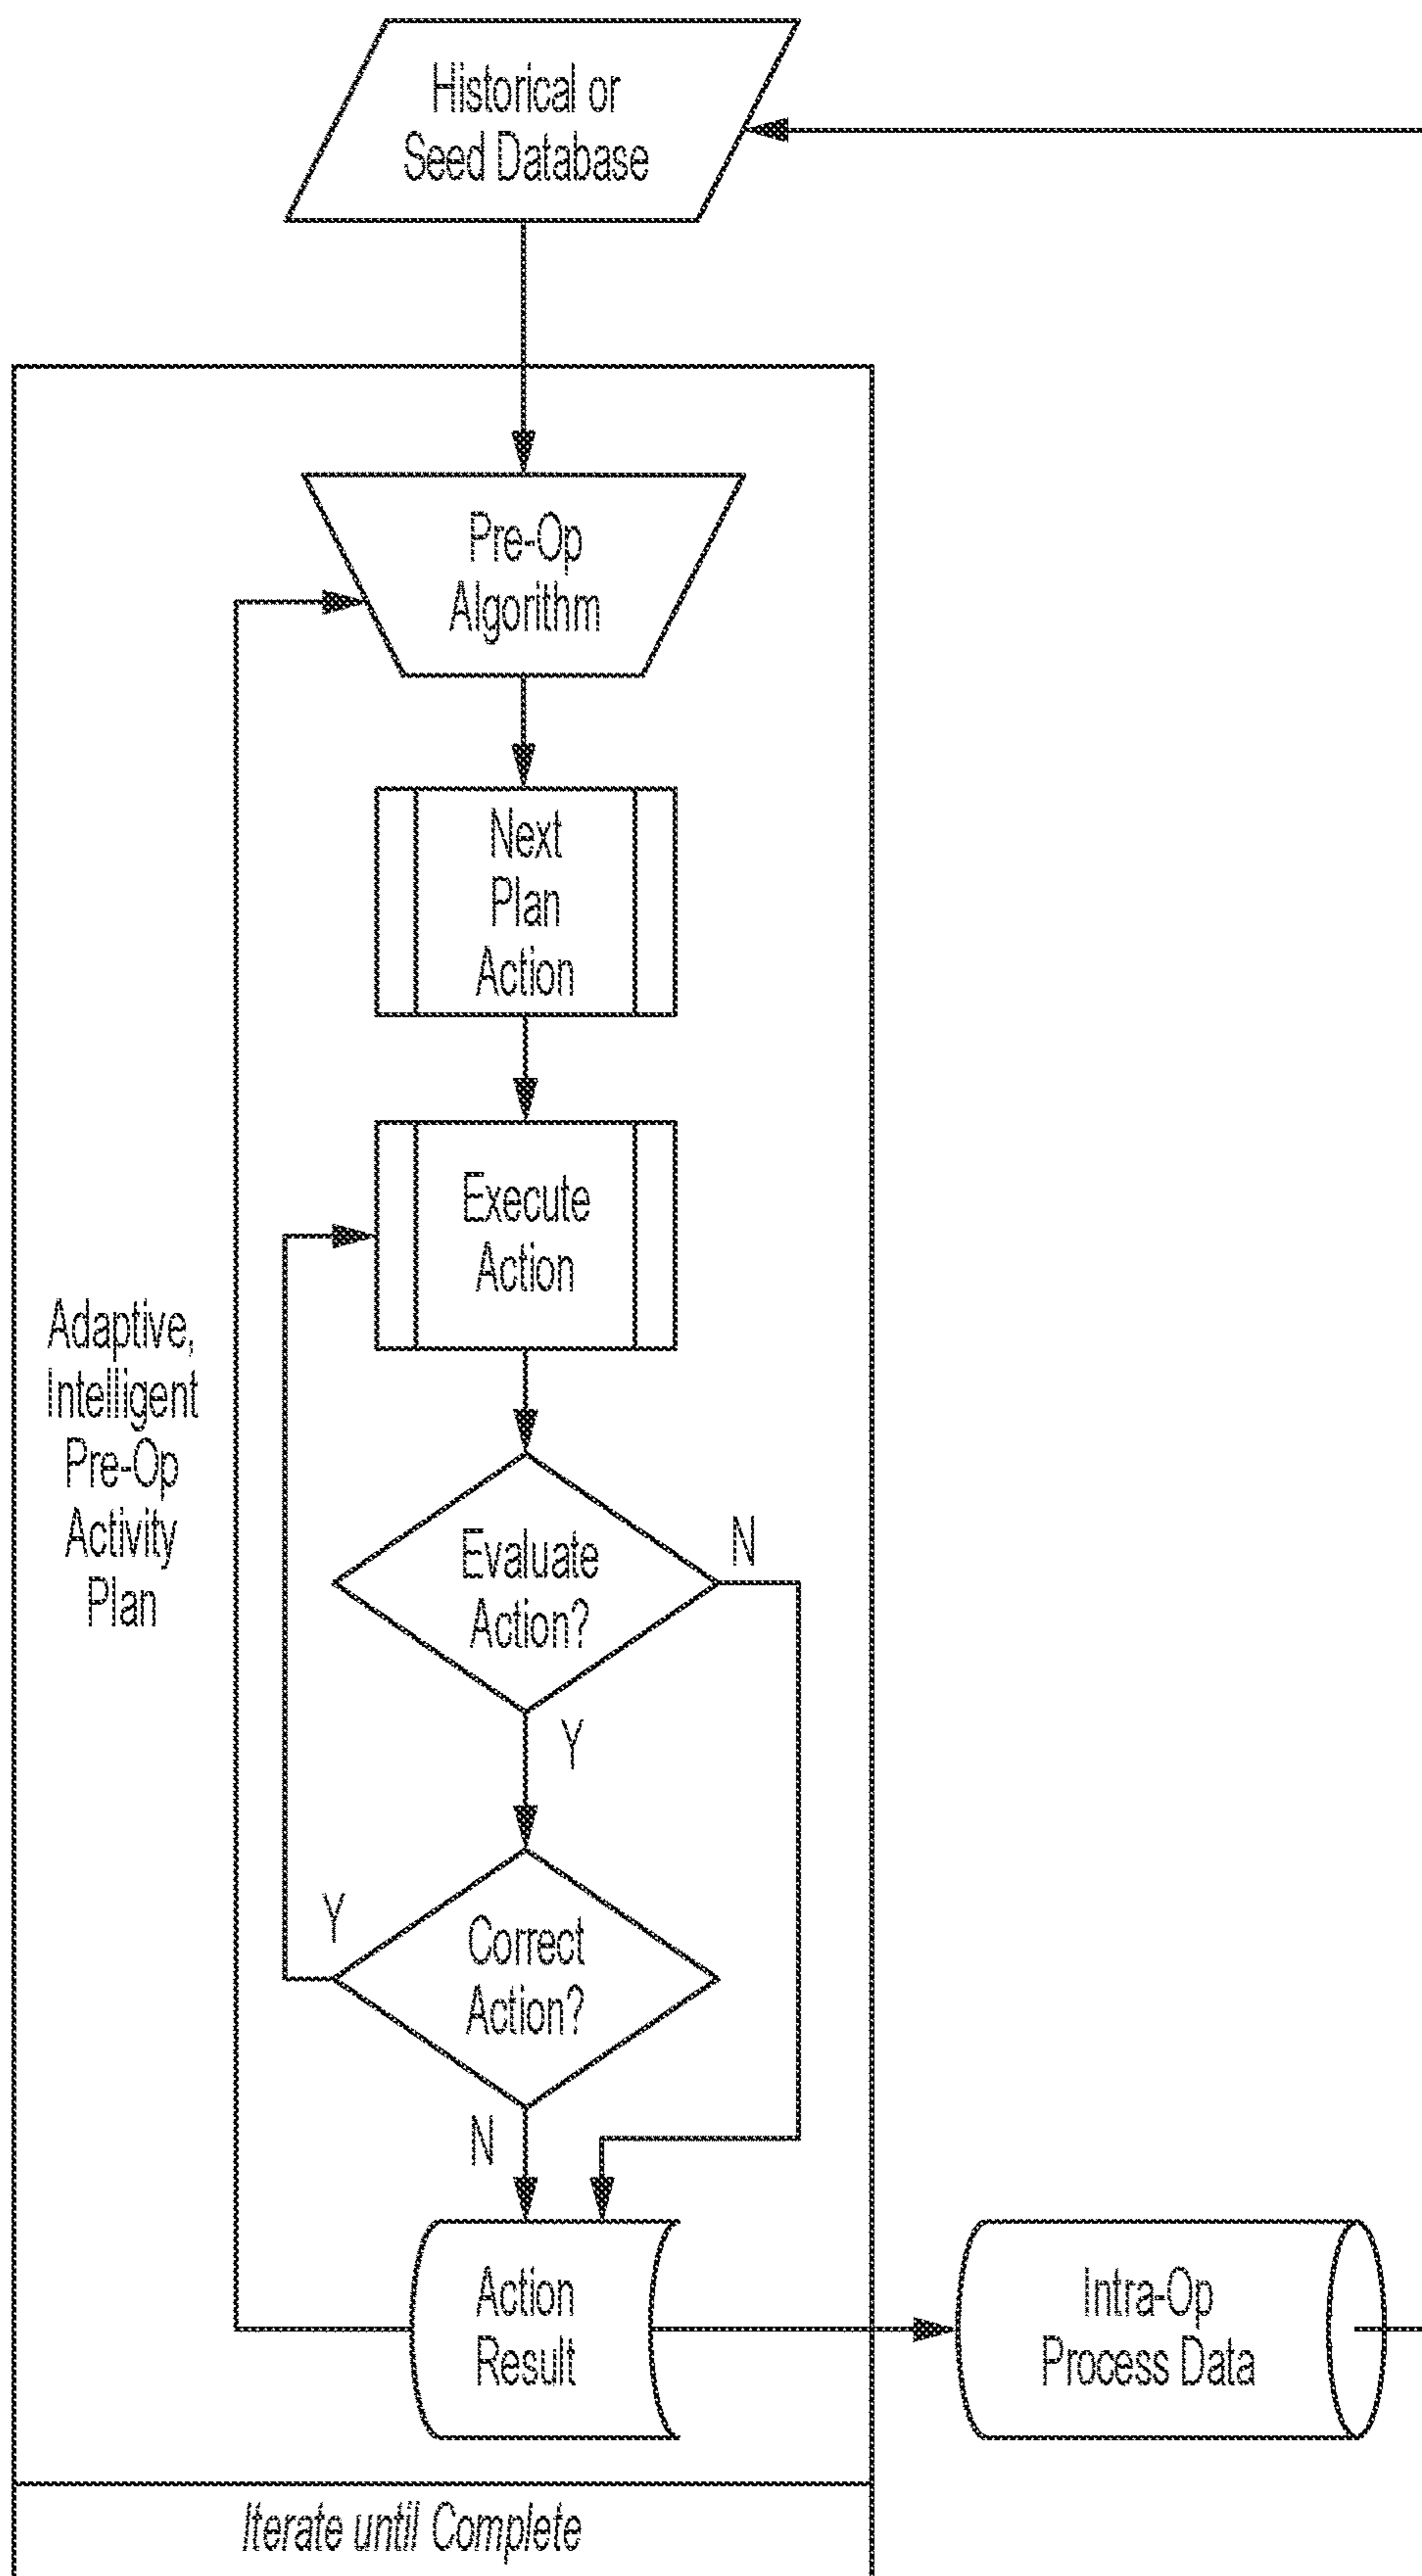 Historical or
Seed Database
Pre-Op
Algorithm
Next
Plan
Action
Execute
Action
Adaptive,
Intelligent
Pre-Op
Activity
Plan
Evaluate
Action?
N
Y
Y
Correct
Action?
N
Action
Result
Intra-Op
Process Data
Iterate until Complete